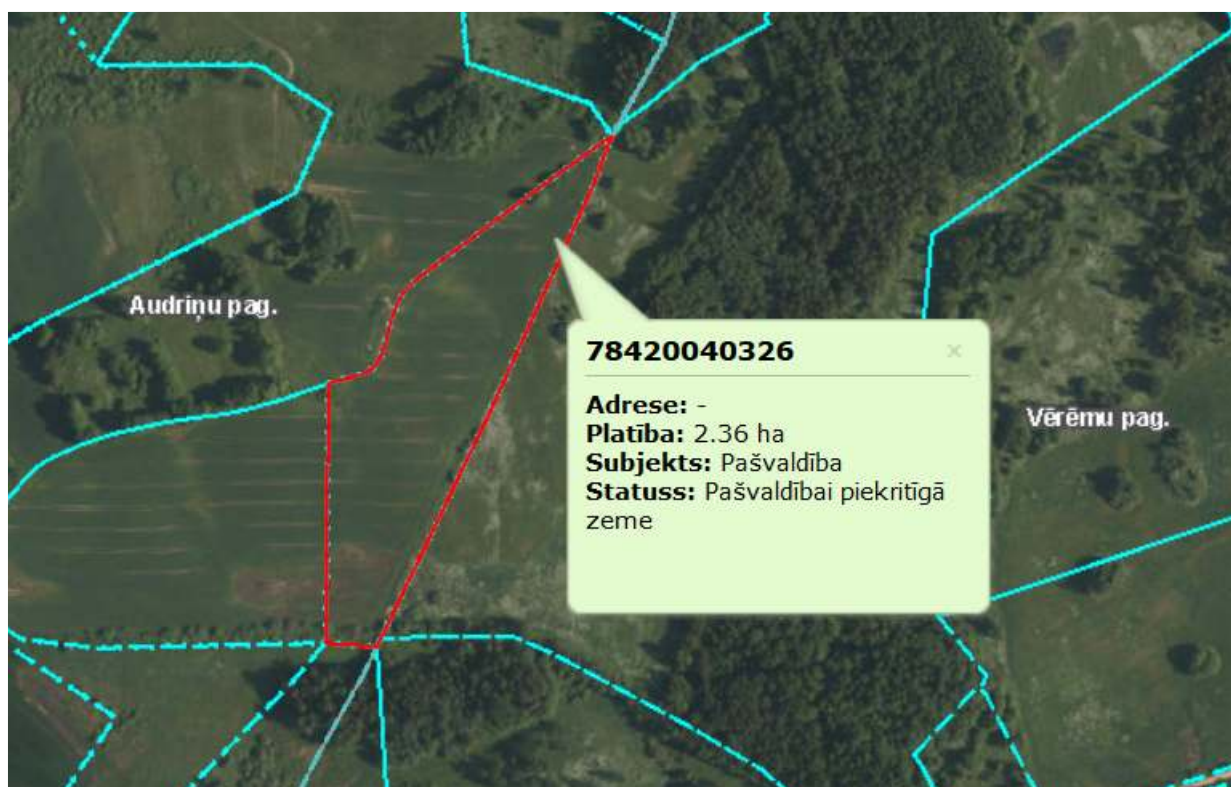 Audriņu pag.
78420040326
×
Adrese: -
Platība: 2.36 ha
Subjekts: Pašvaldība
Statuss: Pašvaldībai piekritīgā
zeme
Vērēmu pag.